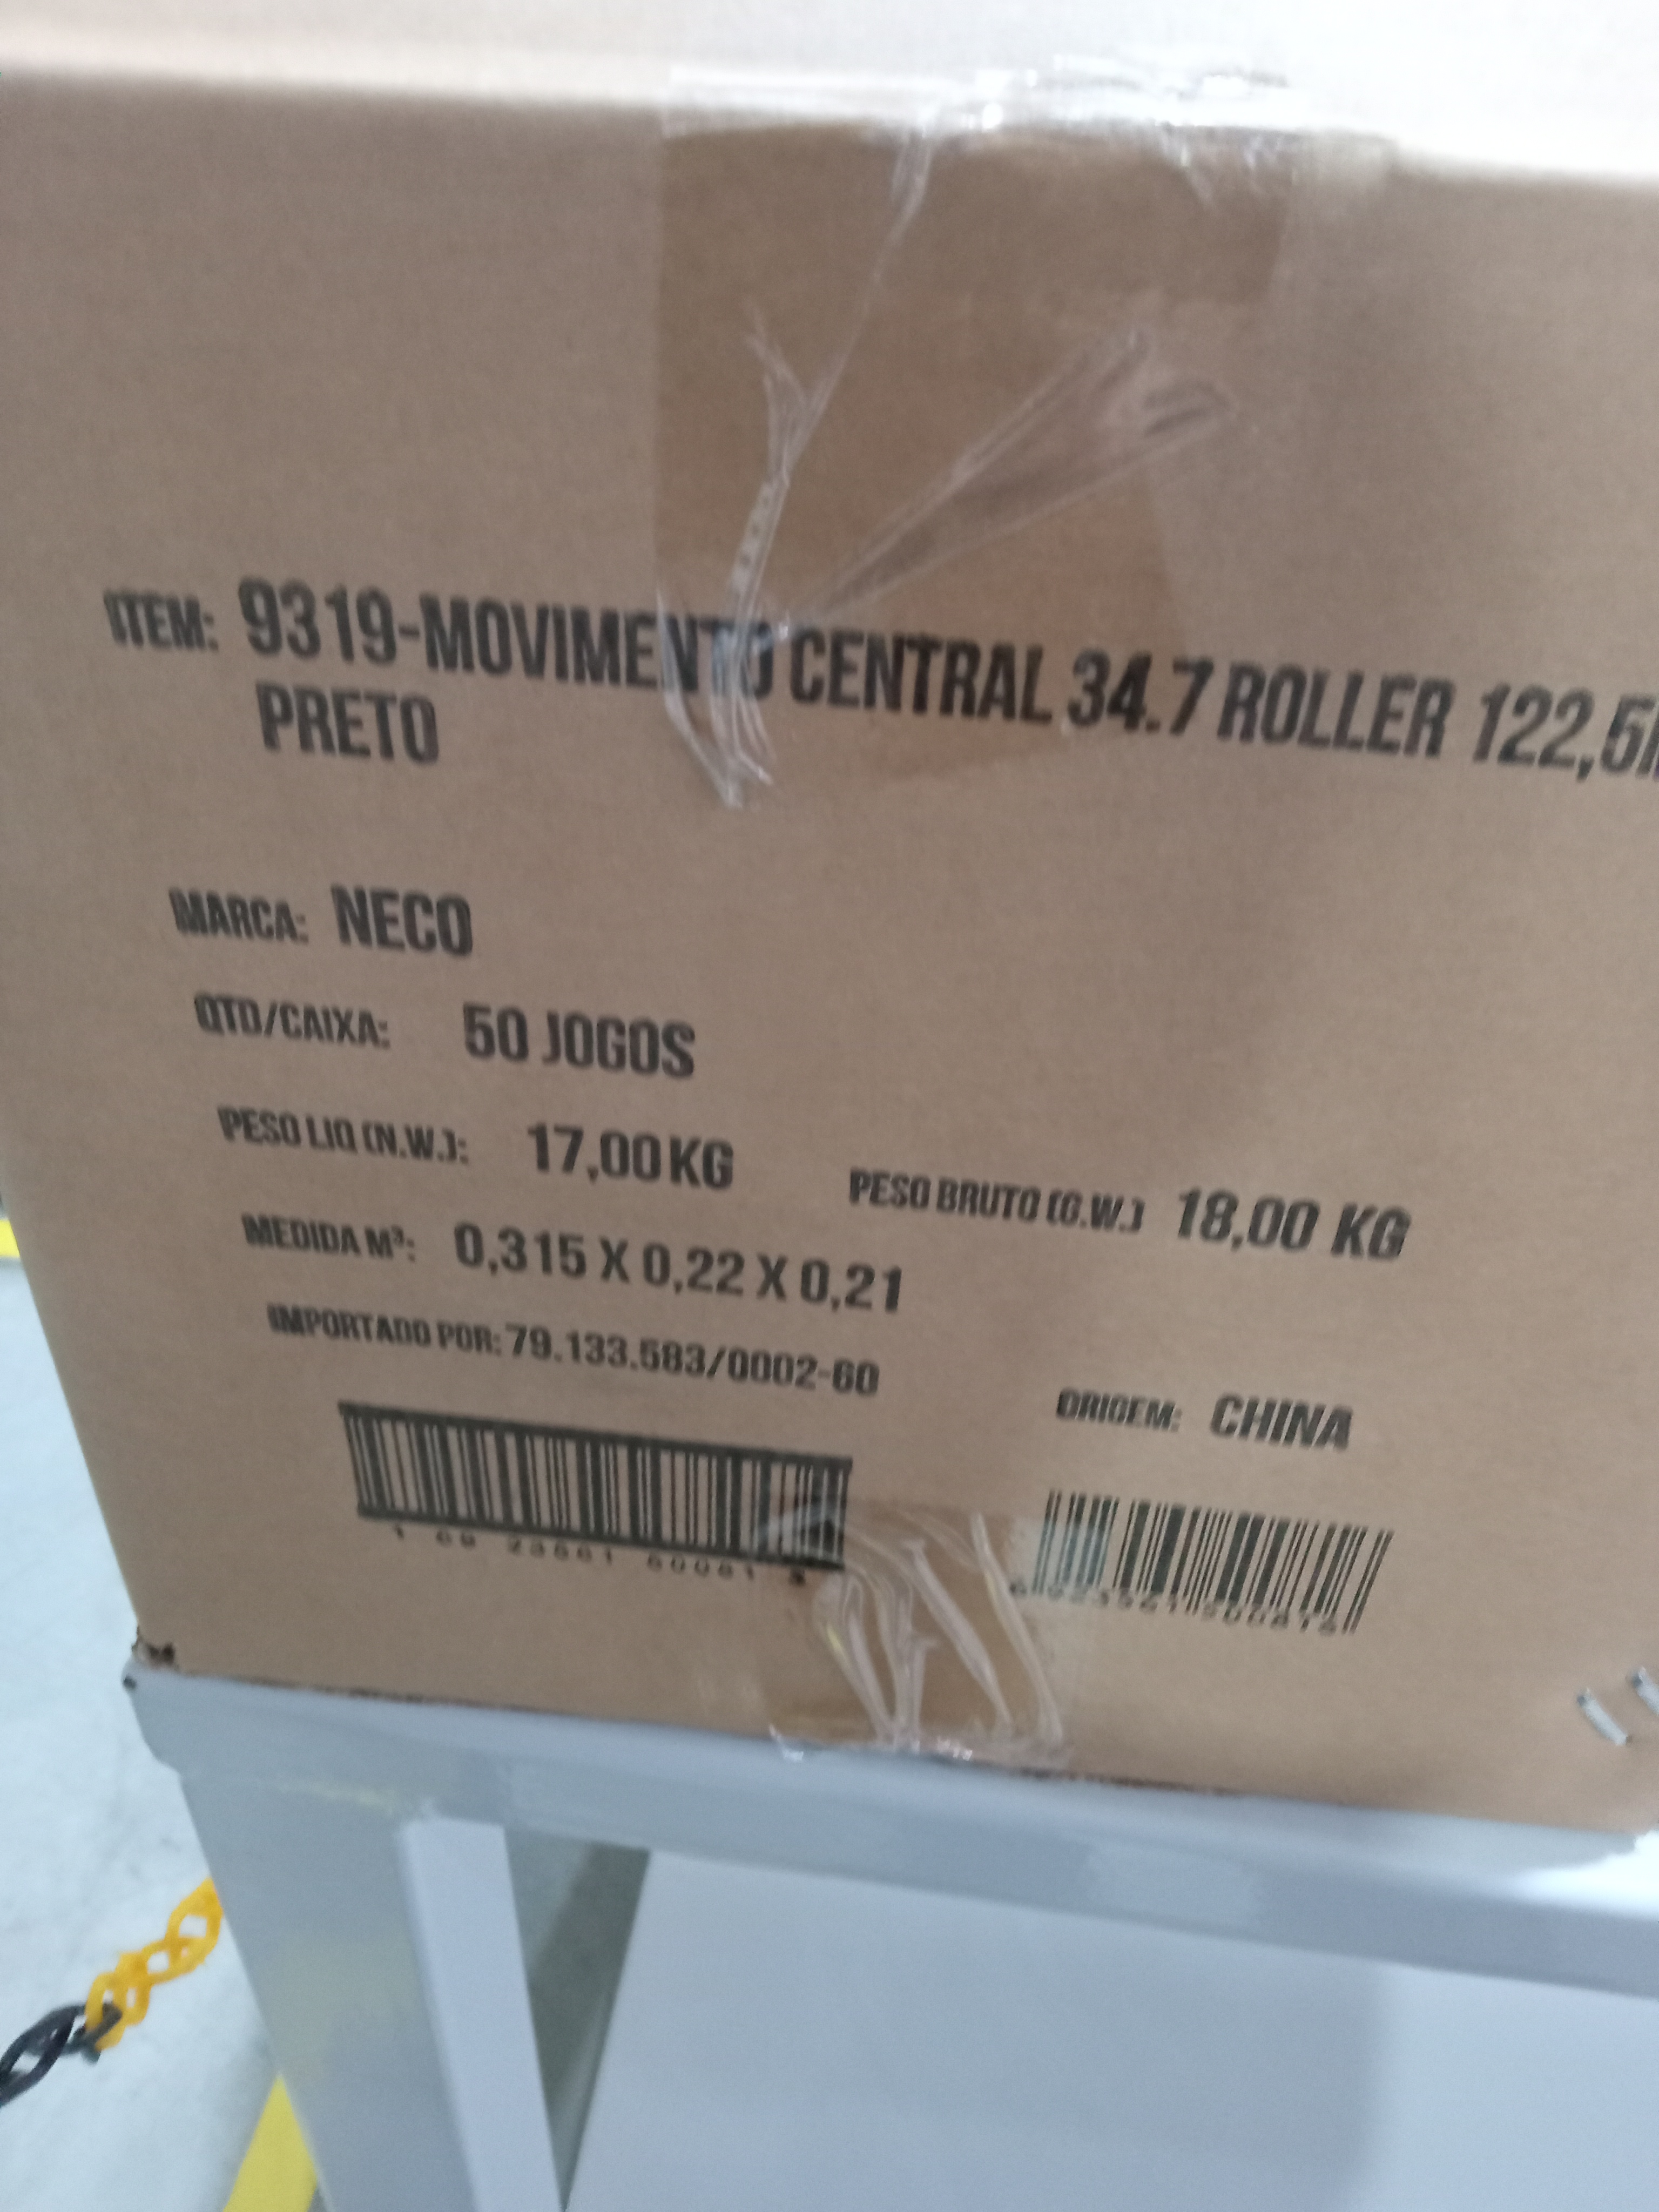 ITEM: 9319-MOVIMENTO CENTRAL 34.7 ROLLER 122,5
PRETO
MARCA: NECO
QTD/CAIXA: 50 JOGOS
PESO LIQ (N.W.): 17,00KG PESO BRUTO (G.W.) 18,00 KG
MEDIDA M³: 0,315 X 0,22 X 0,21
IMPORTADO POR: 79.133.583/0002-60
ORIGEM: CHINA